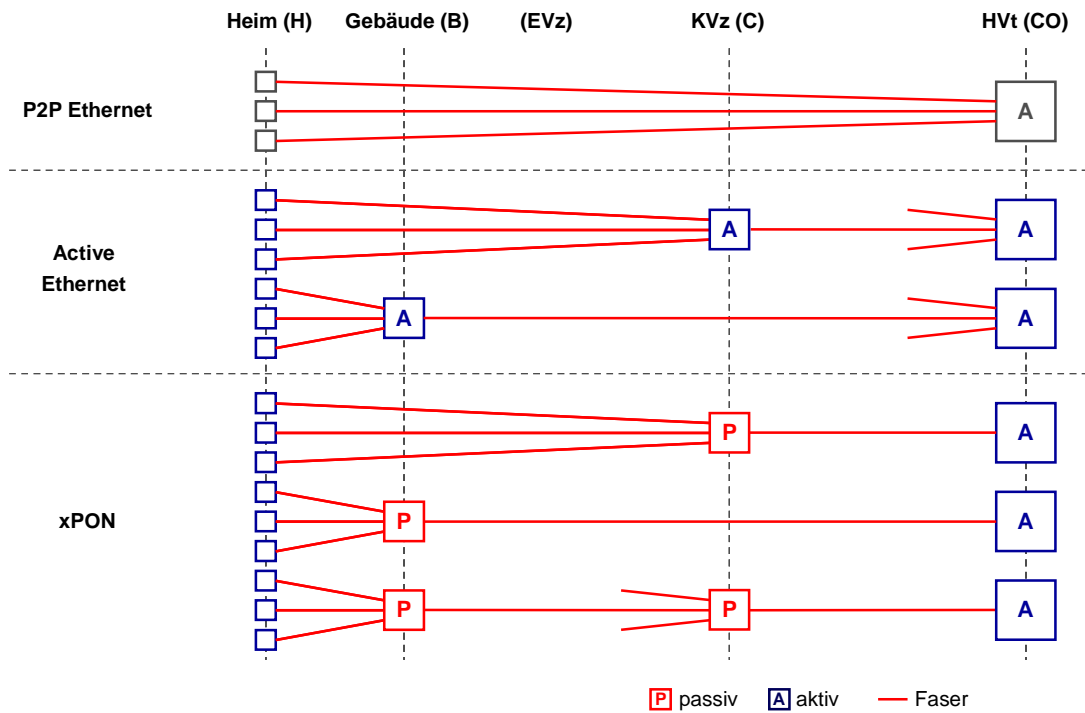 Heim (H) Gebäude (B) (EVz) KVz (C) HVt (CO)
P2P Ethernet
A
Active
Ethernet
A A
A A
xPON
P A
P A
P P A
P passiv A aktiv Faser